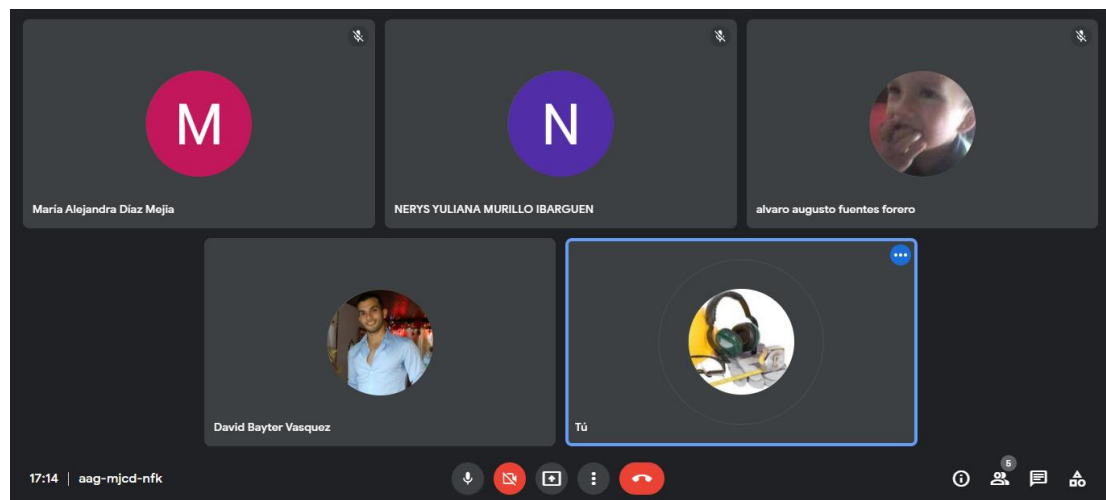 M
N
María Alejandra Díaz Mejia
NERYS YULIANA MURILLO IBARGUEN
alvaro augusto fuentes forero
David Bayter Vasquez
Tú
17:14 | aag-mjcd-nfk
5